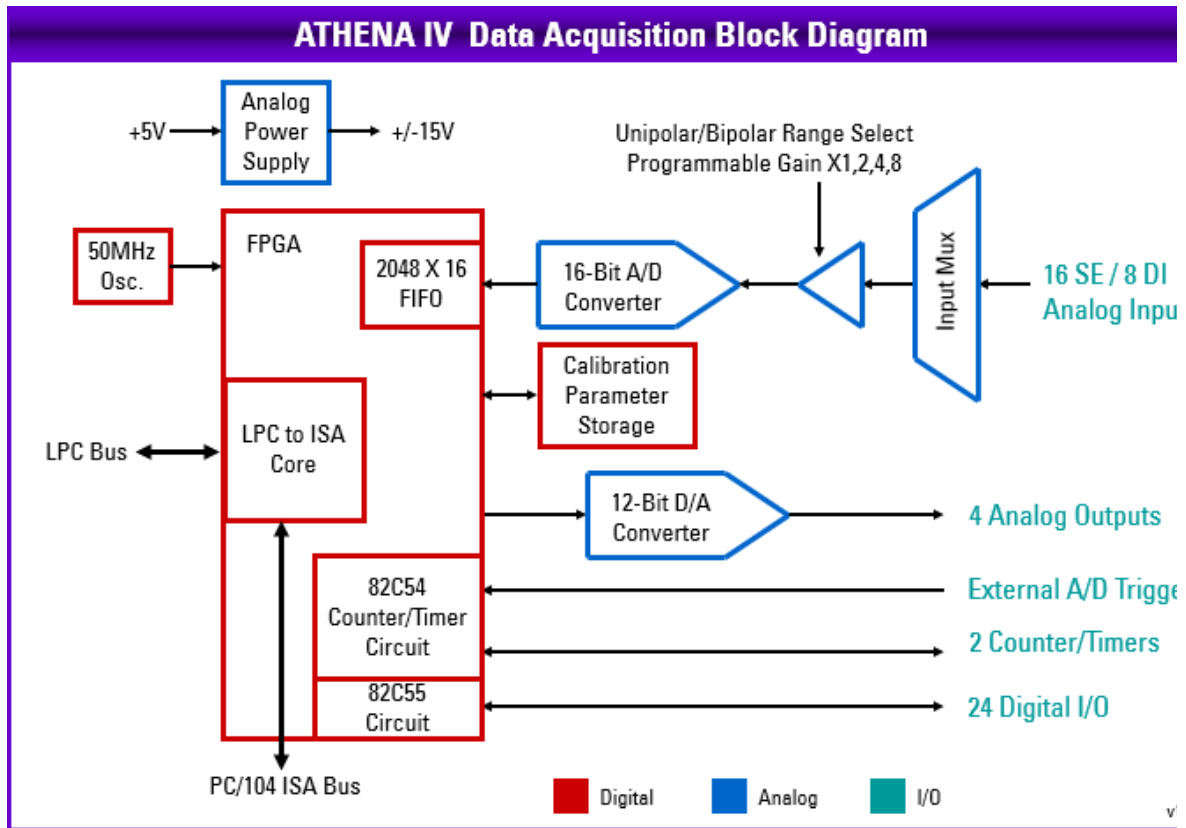 ATHENA IV Data Acquisition Block Diagram
Analog
Power
Supply
+5V
+/-15V
Unipolar/Bipolar Range Select
Programmable Gain X1,2,4,8
50MHz
Osc.
FPGA
2048 X 16
FIFO
16-Bit A/D
Converter
Input Mux
16 SE / 8 DI
Analog Inpu
Calibration
Parameter
Storage
LPC Bus
LPC to ISA
Core
12-Bit D/A
Converter
4 Analog Outputs
82C54
Counter/Timer
Circuit
External A/D Trigge
2 Counter/Timers
82C55
Circuit
24 Digital I/O
PC/104 ISA Bus
Digital
Analog
I/O